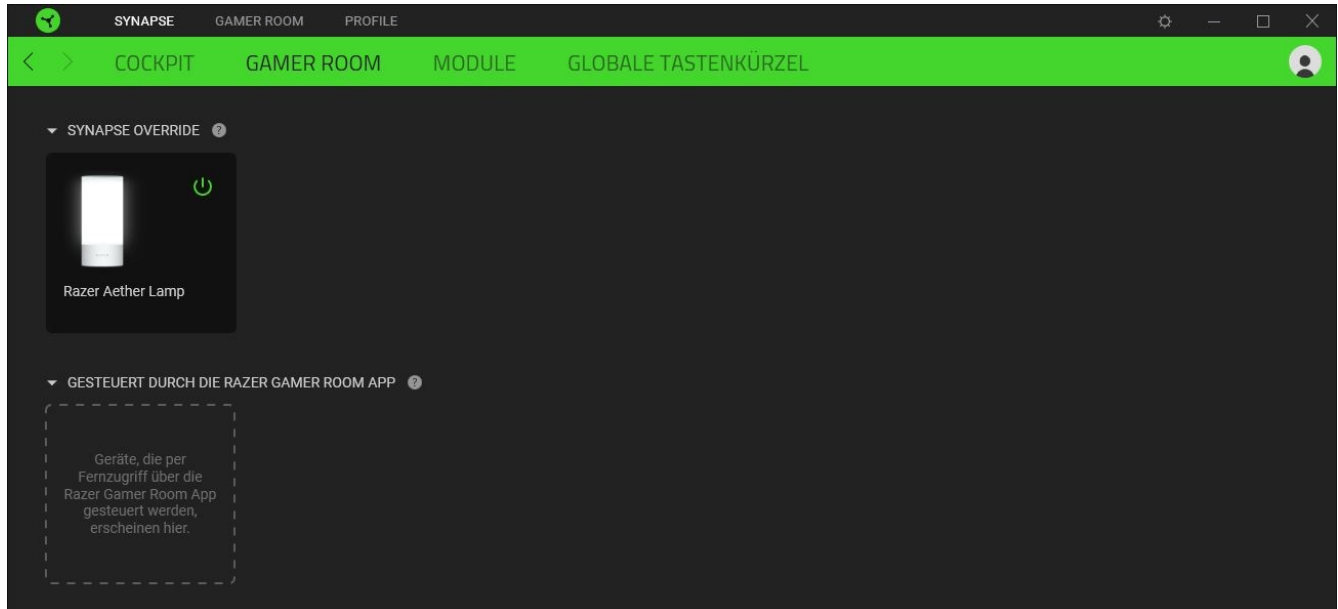 SYNAPSE GAMER ROOM PROFILE
COCKPIT GAMER ROOM MODULE GLOBALE TASTENKÜRZEL
SYNAPSE OVERRIDE ?
Razer Aether Lamp
GESTEUERT DURCH DIE RAZER GAMER ROOM APP ?
Geräte, die per
Fernzugriff über die
Razer Gamer Room App
gesteuert werden,
erscheinen hier.